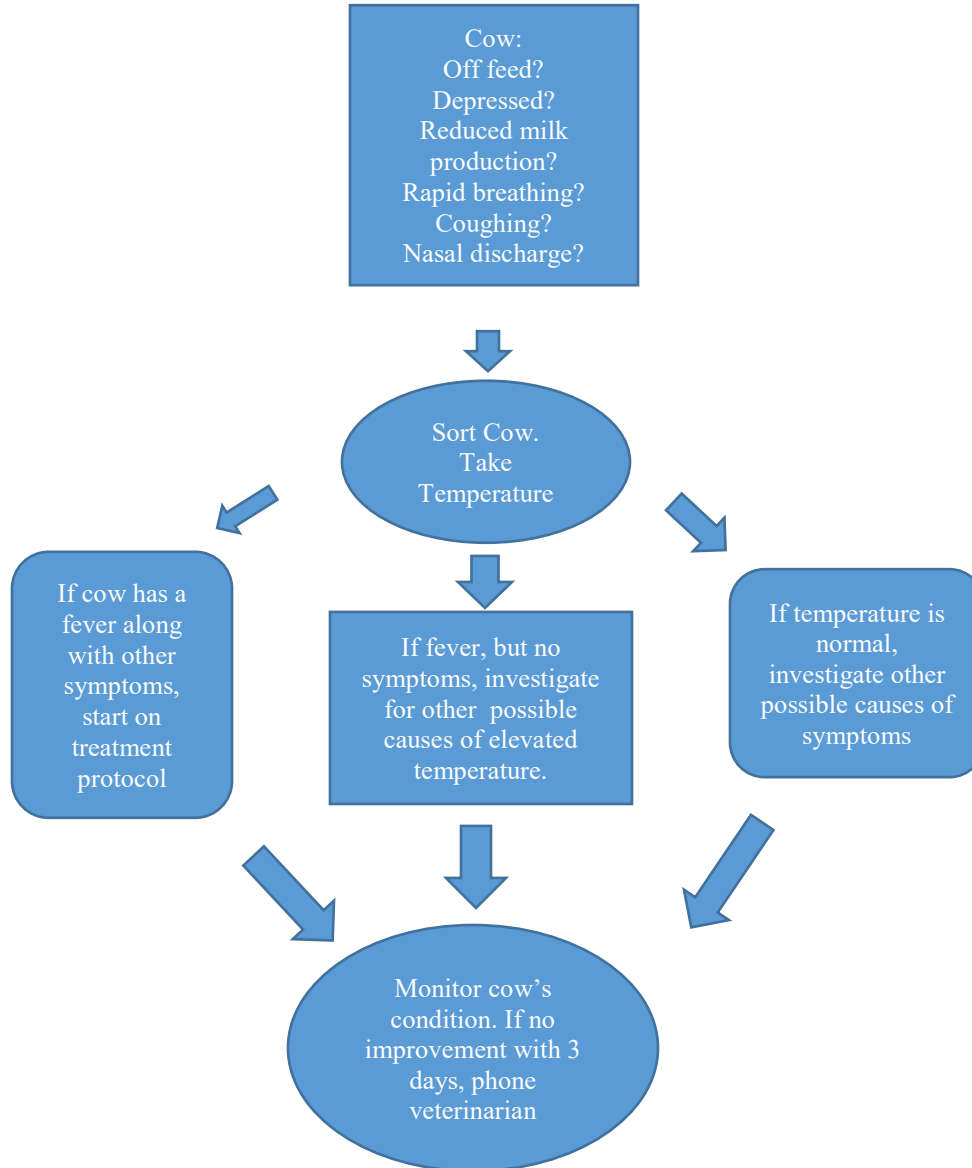 Cow:
Off feed?
Depressed?
Reduced milk
production?
Rapid breathing?
Coughing?
Nasal discharge?
Sort Cow.
Take
Temperature
If cow has a
fever along
with other
symptoms,
start on
treatment
protocol
If fever, but no
symptoms, investigate
for other  possible
causes of elevated
temperature.
If temperature is
normal,
investigate other
possible causes of
symptoms
Monitor cow’s
condition. If no
improvement with 3
days, phone
veterinarian